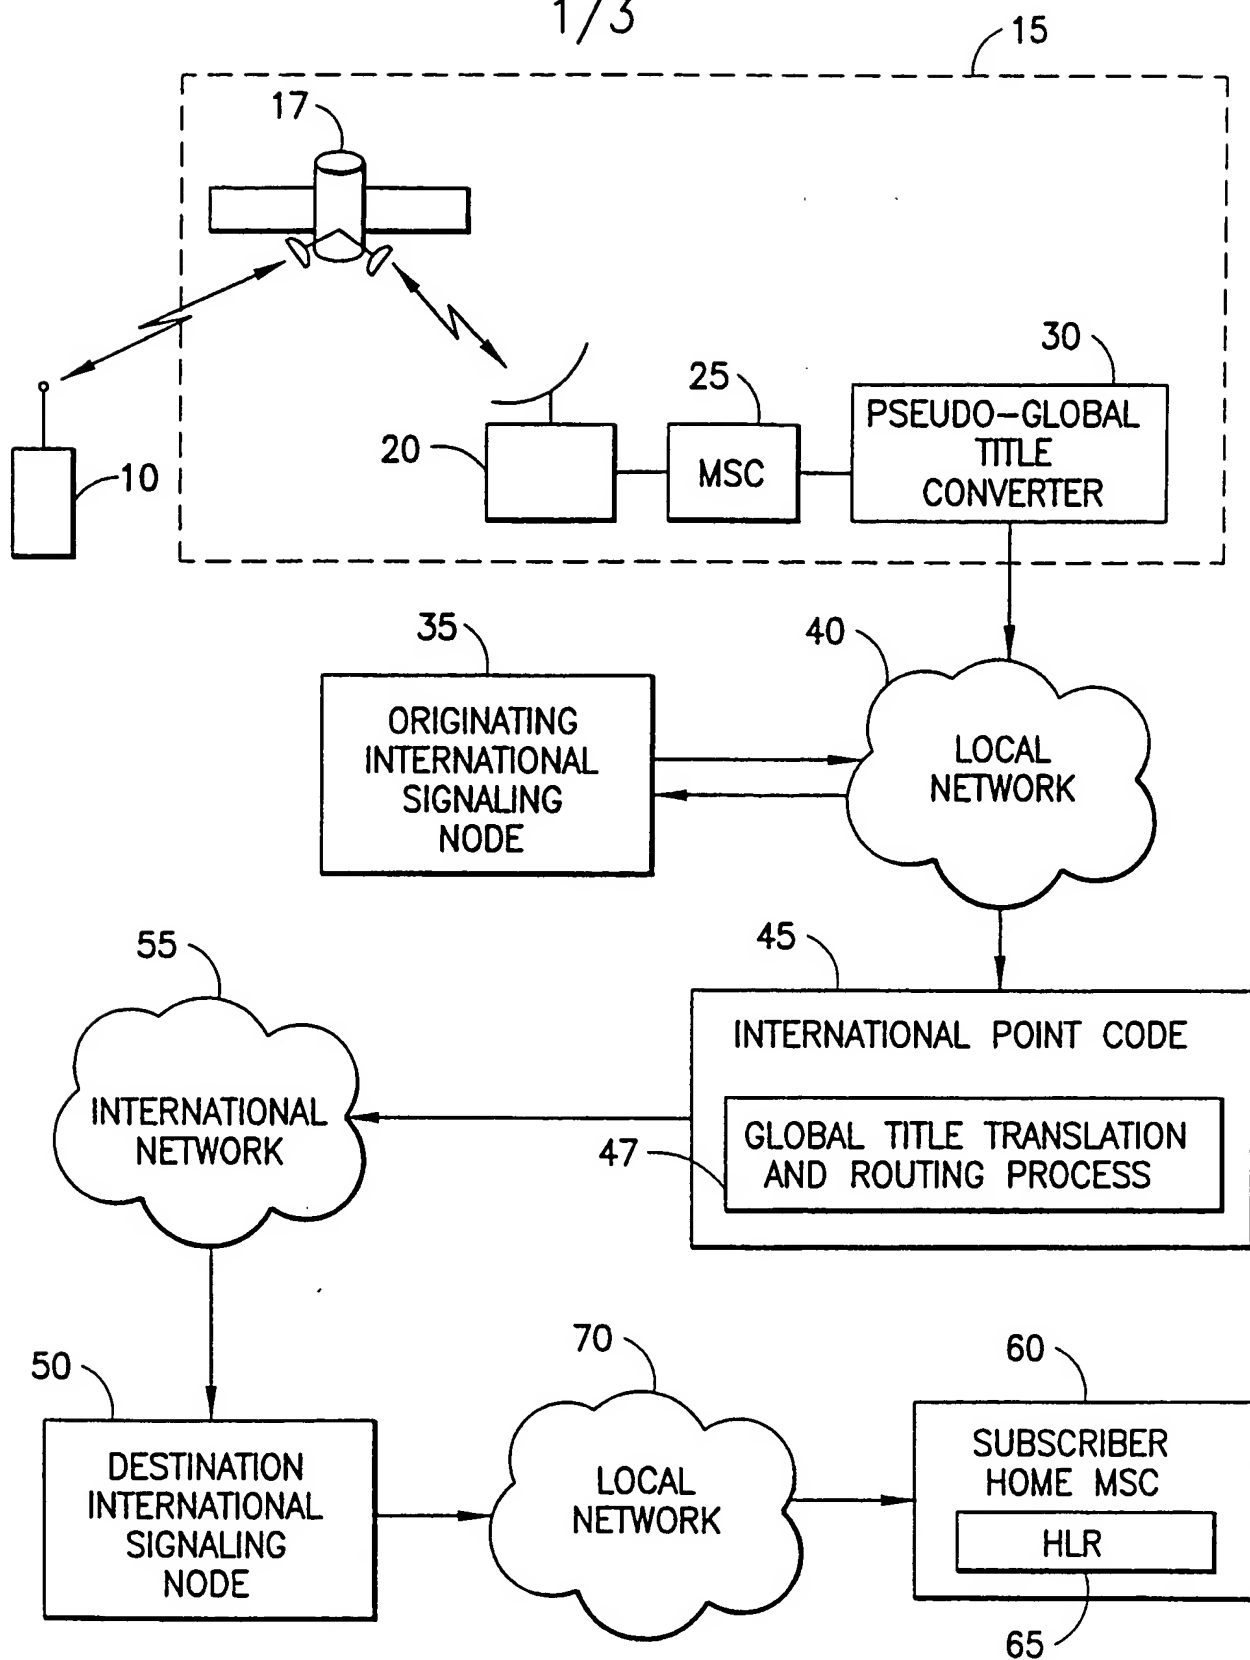 1/3
15
17
30
25
PSEUDO-GLOBAL
TITLE
CONVERTER
20
MSC
10
35
40
ORIGINATING
INTERNATIONAL
SIGNALING
NODE
LOCAL
NETWORK
55
45
INTERNATIONAL POINT CODE
INTERNATIONAL
NETWORK
47
GLOBAL TITLE TRANSLATION
AND ROUTING PROCESS
70
60
50
SUBSCRIBER
HOME MSC
DESTINATION
INTERNATIONAL
SIGNALING
NODE
LOCAL
NETWORK
HLR
65